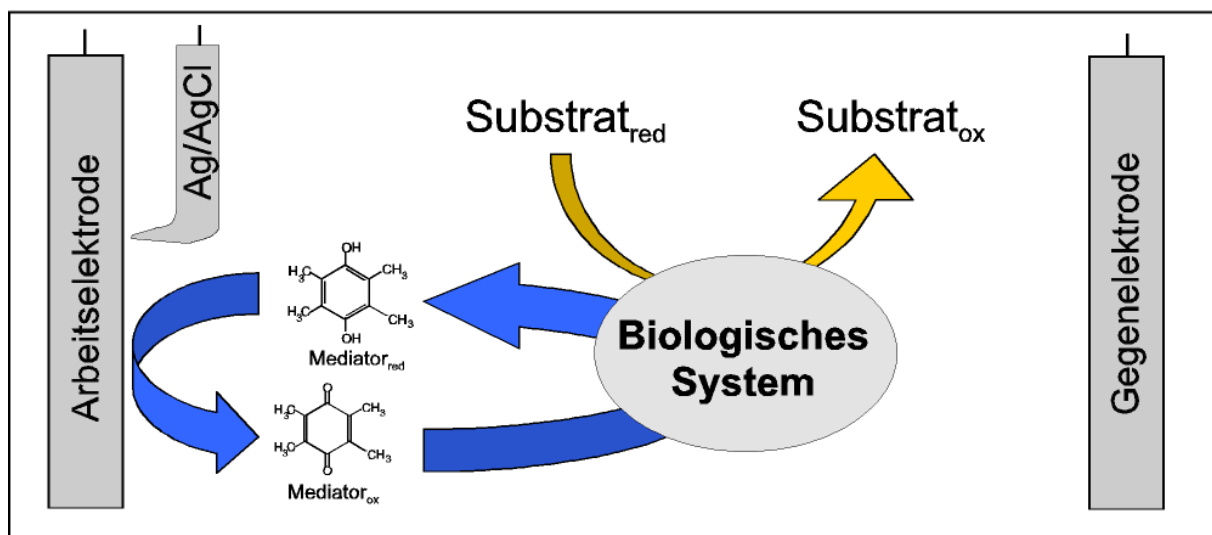 Arbeitselektrode
Ag/AgCl
Substrat_red
Substrat_ox
OH
H₃C
CH₃
H₃C
CH₃
OH
Mediator_red
O
H₃C
CH₃
H₃C
CH₃
O
Mediator_ox
Biologisches
System
Gegenelektrode